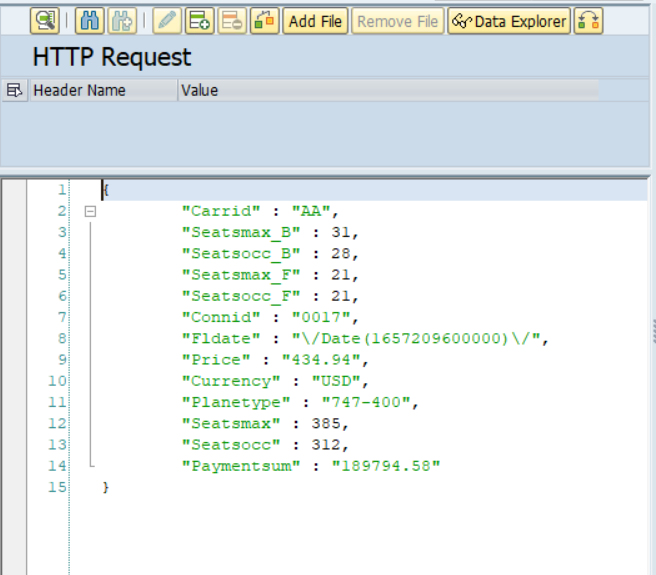 Add File Remove File Data Explorer
HTTP Request
Header Name Value
1 {
2 "Carrid" : "AA",
3 "Seatsmax_B" : 31,
4 "Seatsocc_B" : 28,
5 "Seatsmax_F" : 21,
6 "Seatsocc_F" : 21,
7 "Connid" : "0017",
8 "Fldate" : "\/Date(1657209600000)\/",
9 "Price" : "434.94",
10 "Currency" : "USD",
11 "Planetype" : "747-400",
12 "Seatsmax" : 385,
13 "Seatsocc" : 312,
14 "Paymentsum" : "189794.58"
15 }